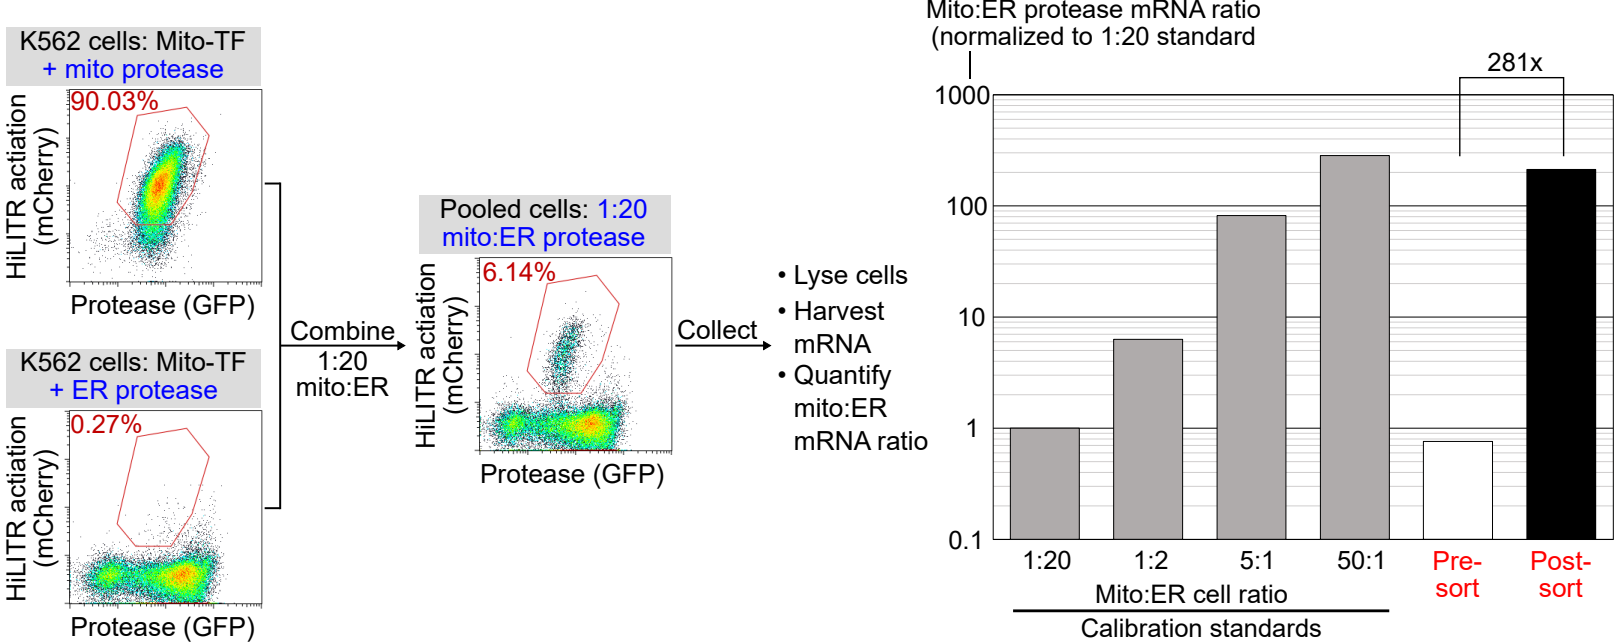 K562 cells: Mito-TF
+ mito protease
90.03%
HiLITR actiation
(mCherry)
Protease (GFP)
K562 cells: Mito-TF
+ ER protease
0.27%
HiLITR actiation
(mCherry)
Protease (GFP)
Combine
1:20
mito:ER
Pooled cells: 1:20
mito:ER protease
6.14%
HiLITR actiation
(mCherry)
Protease (GFP)
Collect
• Lyse cells
• Harvest
mRNA
• Quantify
mito:ER
mRNA ratio
Mito:ER protease mRNA ratio
(normalized to 1:20 standard
281x
1000
100
10
1
0.1
1:20 1:2 5:1 50:1
Pre-
sort
Post-
sort
Mito:ER cell ratio
Calibration standards